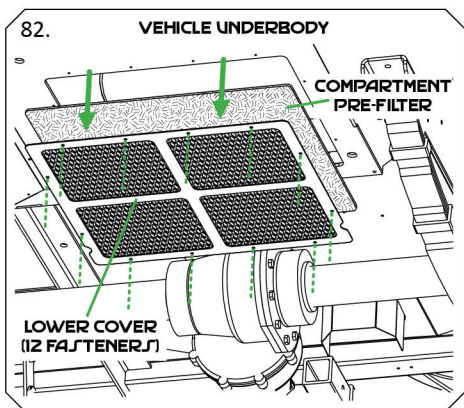 82.
VEHICLE UNDERBODY
COMPARTMENT
PRE-FILTER
LOWER COVER
(12 FASTENERS)